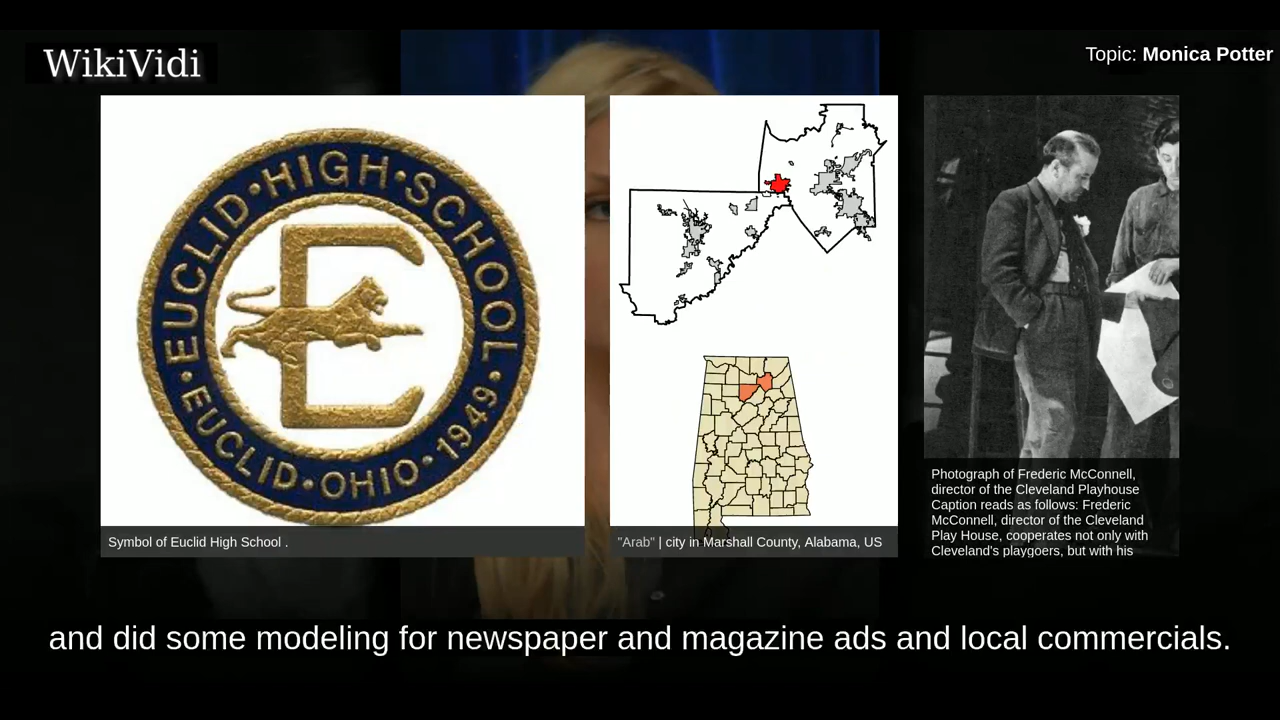 WikiVidi
Topic: Monica Potter
EUCLID•HIGH•SCHOOL•
EUCLID•OHIO•1949•
E
Symbol of Euclid High School .
"Arab" | city in Marshall County, Alabama, US
Photograph of Frederic McConnell,
director of the Cleveland Playhouse
Caption reads as follows: Frederic
McConnell, director of the Cleveland
Play House, cooperates not only with
Cleveland's playgoers, but with his
and did some modeling for newspaper and magazine ads and local commercials.